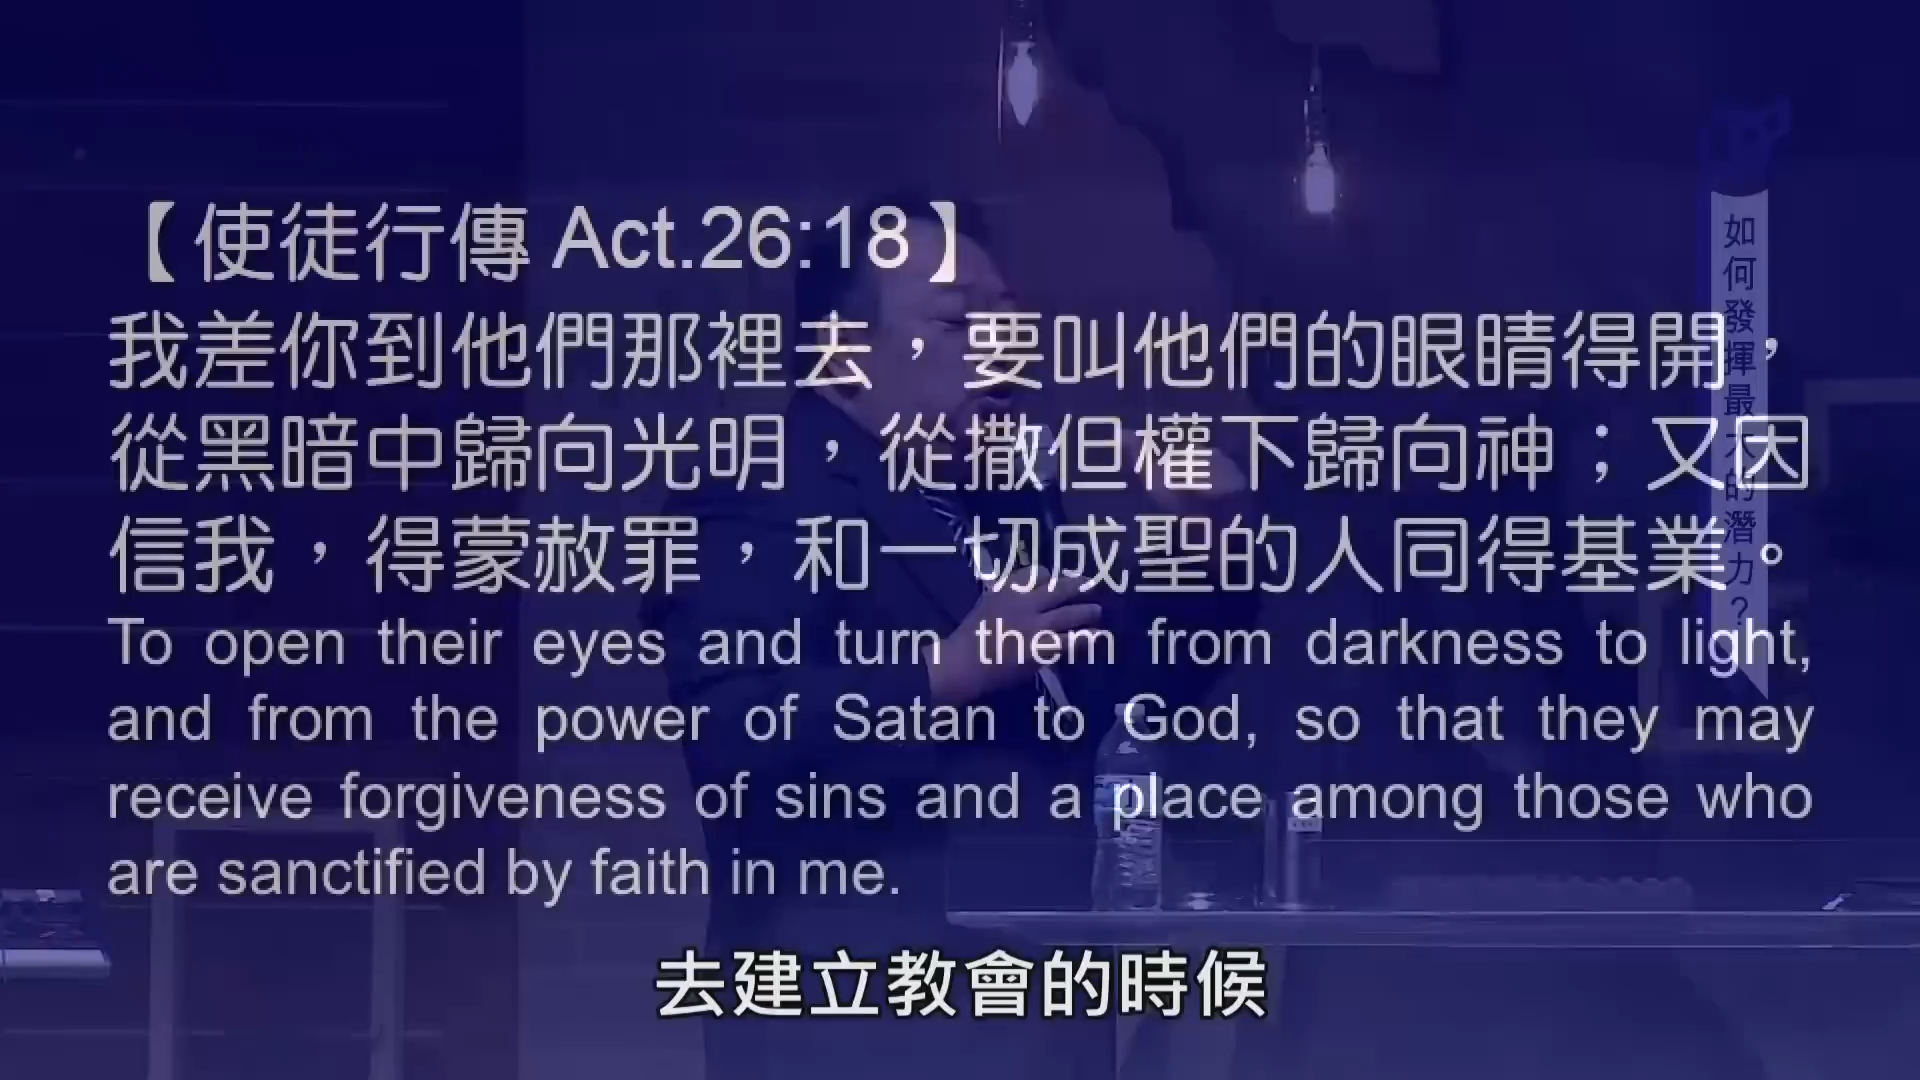 【使徒行傳 Act.26:18】
我差你到他們那裡去，要叫他們的眼睛得開，
從黑暗中歸向光明，從撒但權下歸向神；又因
信我，得蒙赦罪，和一切成聖的人同得基業。
To open their eyes and turn them from darkness to light,
and from the power of Satan to God, so that they may
receive forgiveness of sins and a place among those who
are sanctified by faith in me.
如何發揮最大的潛力？
去建立教會的時候